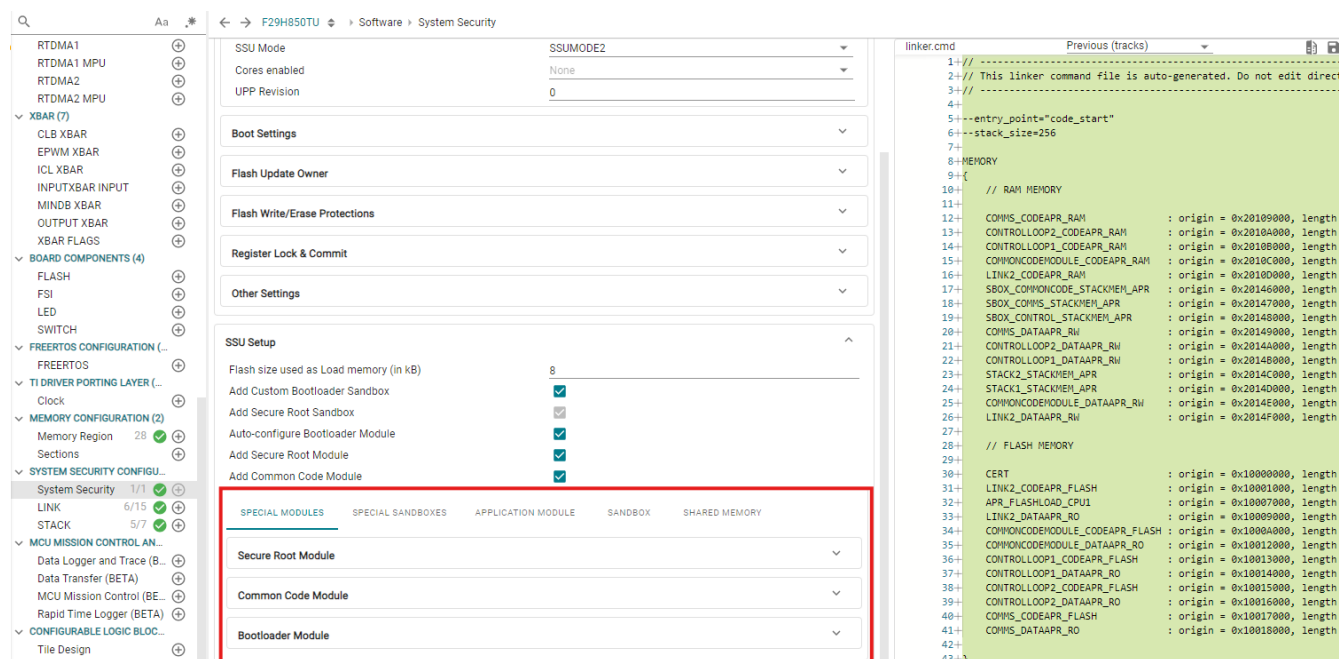 Aa .*
RTDMA1
RTDMA1 MPU
RTDMA2
RTDMA2 MPU
XBAR (7)
CLB XBAR
EPWM XBAR
ICL XBAR
INPUTXBAR INPUT
MINDB XBAR
OUTPUT XBAR
XBAR FLAGS
BOARD COMPONENTS (4)
FLASH
FSI
LED
SWITCH
FREERTOS CONFIGURATION (...
FREERTOS
TI DRIVER PORTING LAYER (...
Clock
MEMORY CONFIGURATION (2)
Memory Region 28
Sections
SYSTEM SECURITY CONFIGU...
System Security 1/1
LINK 6/15
STACK 5/7
MCU MISSION CONTROL AN...
Data Logger and Trace (B...
Data Transfer (BETA)
MCU Mission Control (BE...
Rapid Time Logger (BETA)
CONFIGURABLE LOGIC BLOC...
Tile Design
F29H850TU Software System Security
SSU Mode SSUMODE2
Cores enabled None
UPP Revision 0
Boot Settings
Flash Update Owner
Flash Write/Erase Protections
Register Lock & Commit
Other Settings
SSU Setup
Flash size used as Load memory (in kB) 8
Add Custom Bootloader Sandbox
Add Secure Root Sandbox
Auto-configure Bootloader Module
Add Secure Root Module
Add Common Code Module
SPECIAL MODULES SPECIAL SANDBOXES APPLICATION MODULE SANDBOX SHARED MEMORY
Secure Root Module
Common Code Module
Bootloader Module
linker.cmd Previous (tracks)
1+// -----------------------------------------------------
2+// This linker command file is auto-generated. Do not edit direct
3+// -----------------------------------------------------
4+
5+--entry_point="code_start"
6+--stack_size=256
7+
8+MEMORY
9+{
10+ // RAM MEMORY
11+
12+ COMMS_CODEAPR_RAM : origin = 0x20109000, length
13+ CONTROLLOOP2_CODEAPR_RAM : origin = 0x2010A000, length
14+ CONTROLLOOP1_CODEAPR_RAM : origin = 0x2010B000, length
15+ COMMONCODEMODULE_CODEAPR_RAM : origin = 0x2010C000, length
16+ LINK2_CODEAPR_RAM : origin = 0x2010D000, length
17+ SBOX_COMMONCODE_STACKMEM_APR : origin = 0x20146000, length
18+ SBOX_COMMS_STACKMEM_APR : origin = 0x20147000, length
19+ SBOX_CONTROL_STACKMEM_APR : origin = 0x20148000, length
20+ COMMS_DATAAPR_RW : origin = 0x20149000, length
21+ CONTROLLOOP2_DATAAPR_RW : origin = 0x2014A000, length
22+ CONTROLLOOP1_DATAAPR_RW : origin = 0x2014B000, length
23+ STACK2_STACKMEM_APR : origin = 0x2014C000, length
24+ STACK1_STACKMEM_APR : origin = 0x2014D000, length
25+ COMMONCODEMODULE_DATAAPR_RW : origin = 0x2014E000, length
26+ LINK2_DATAAPR_RW : origin = 0x2014F000, length
27+
28+ // FLASH MEMORY
29+
30+ CERT : origin = 0x10000000, length
31+ LINK2_CODEAPR_FLASH : origin = 0x10001000, length
32+ APR_FLASHLOAD_CPU1 : origin = 0x10007000, length
33+ LINK2_DATAAPR_RO : origin = 0x10009000, length
34+ COMMONCODEMODULE_CODEAPR_FLASH : origin = 0x1000A000, length
35+ COMMONCODEMODULE_DATAAPR_RO : origin = 0x10012000, length
36+ CONTROLLOOP1_CODEAPR_FLASH : origin = 0x10013000, length
37+ CONTROLLOOP1_DATAAPR_RO : origin = 0x10014000, length
38+ CONTROLLOOP2_CODEAPR_FLASH : origin = 0x10015000, length
39+ CONTROLLOOP2_DATAAPR_RO : origin = 0x10016000, length
40+ COMMS_CODEAPR_FLASH : origin = 0x10017000, length
41+ COMMS_DATAAPR_RO : origin = 0x10018000, length
42+
43+}